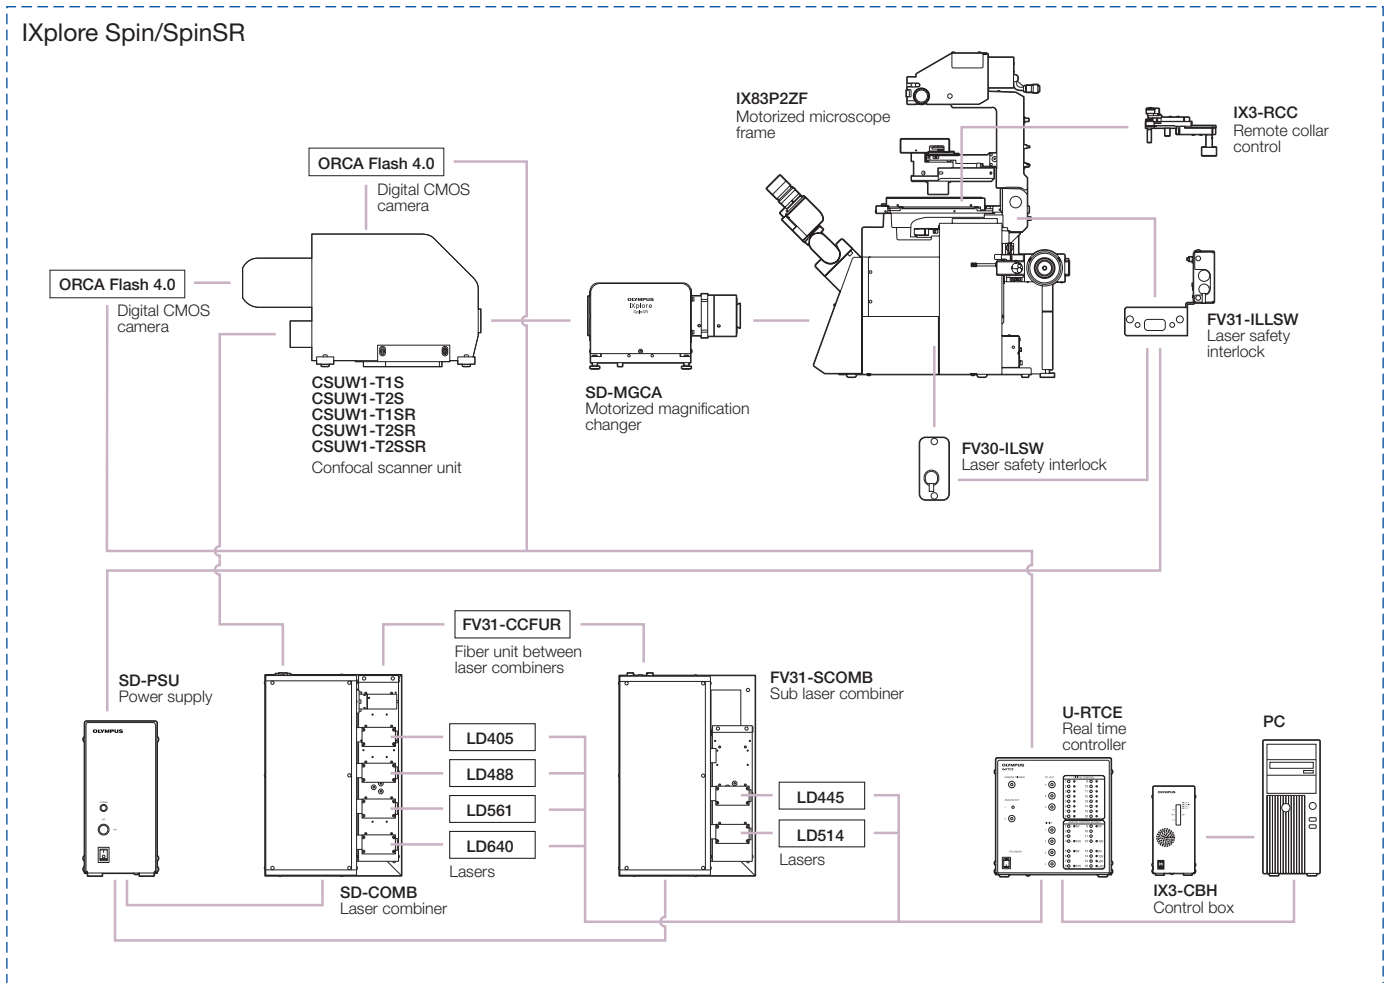 IXplore Spin/SpinSR
IX83P2ZF
Motorized microscope
frame
IX3-RCC
Remote collar
control
ORCA Flash 4.0
Digital CMOS
camera
ORCA Flash 4.0
Digital CMOS
camera
OLYMPUS
IXplore
SpinSR
FV31-ILLSW
Laser safety
interlock
CSUW1-T1S
CSUW1-T2S
CSUW1-T1SR
CSUW1-T2SR
CSUW1-T2SSR
Confocal scanner unit
SD-MGCA
Motorized magnification
changer
FV30-ILSW
Laser safety interlock
FV31-CCFUR
Fiber unit between
laser combiners
SD-PSU
Power supply
FV31-SCOMB
Sub laser combiner
U-RTCE
Real time
controller
PC
OLYMPUS
LD405
LD488
LD561
LD640
Lasers
LD445
LD514
Lasers
OLYMPUS
OLYMPUS
SD-COMB
Laser combiner
IX3-CBH
Control box